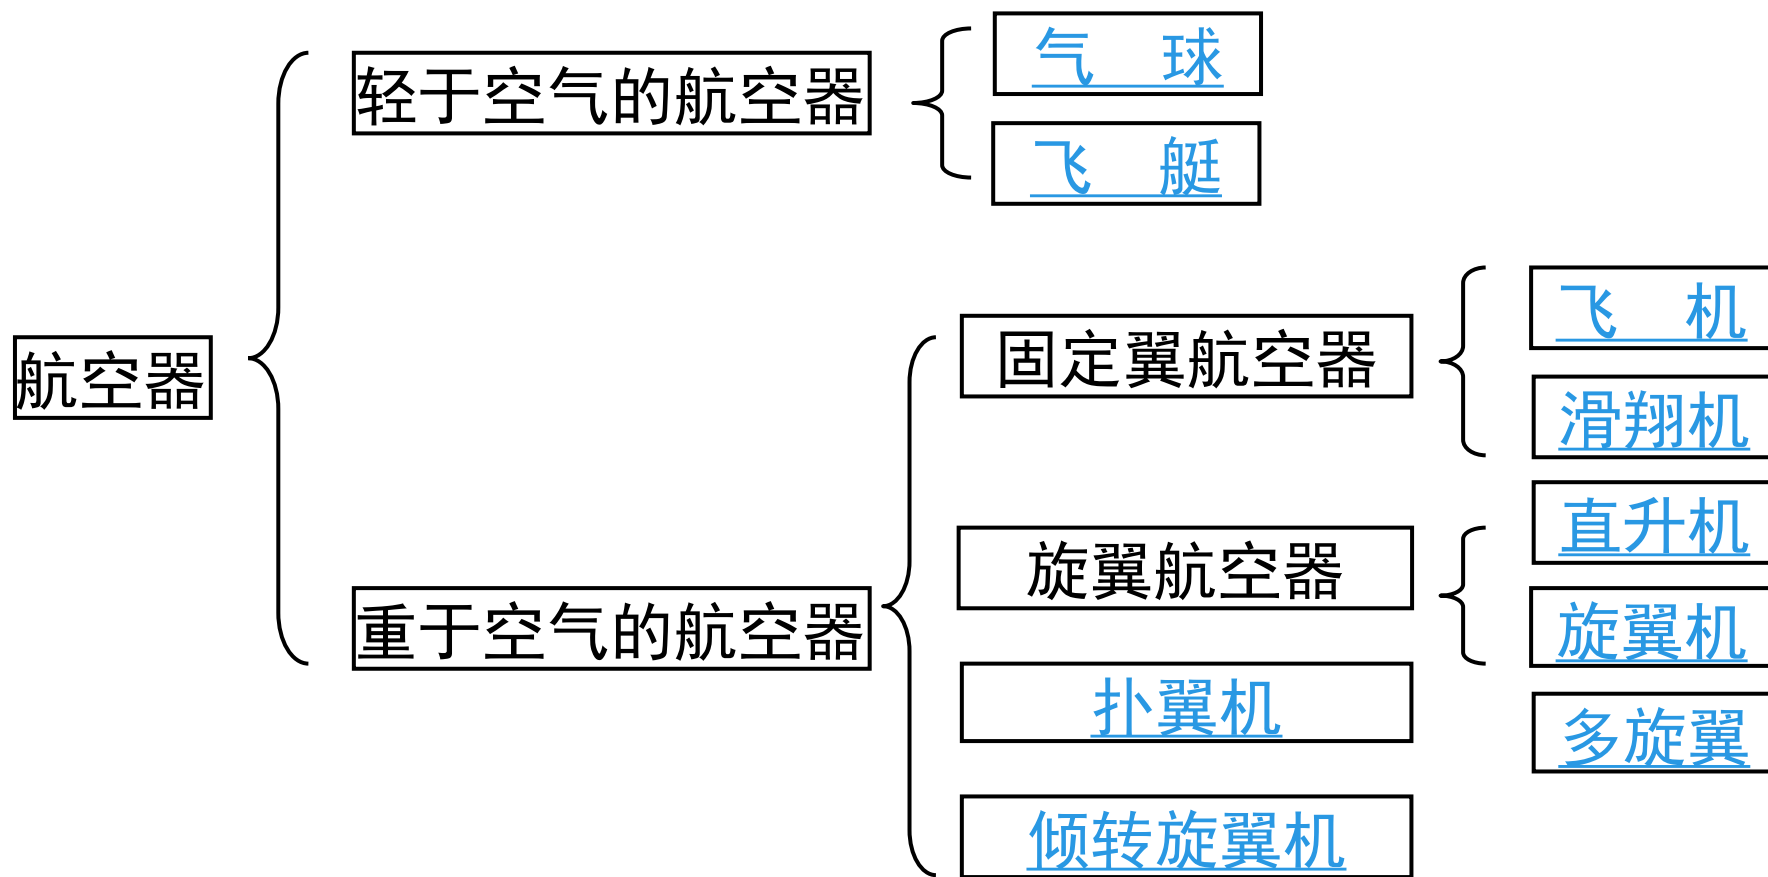 航空器
轻于空气的航空器
气 球
飞 艇
重于空气的航空器
固定翼航空器
飞 机
滑翔机
旋翼航空器
直升机
旋翼机
多旋翼
扑翼机
倾转旋翼机